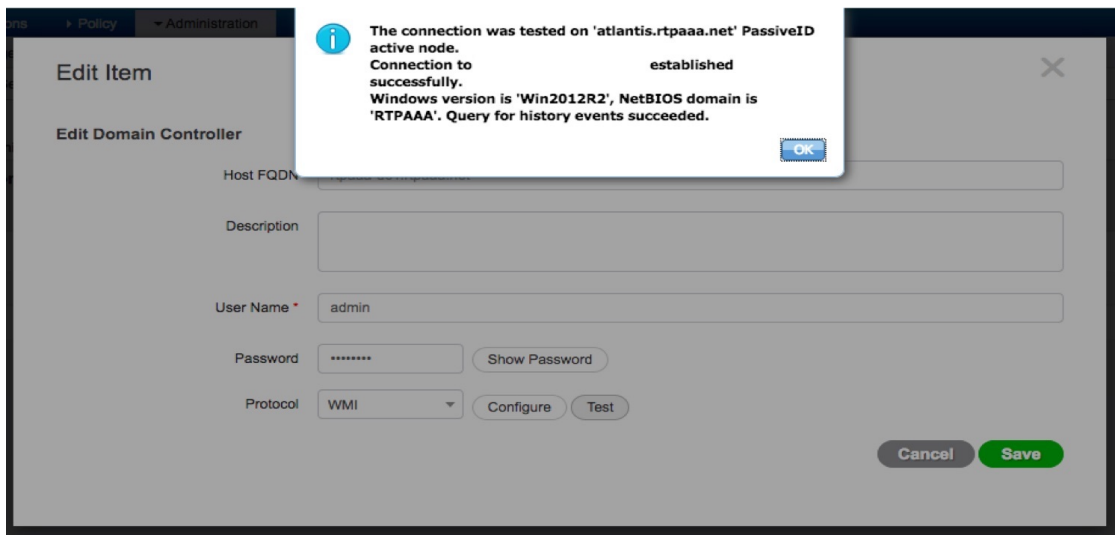 Policy
Administration
The connection was tested on 'atlantis.rtpaaa.net' PassiveID
active node.
Connection to established
successfully.
Windows version is 'Win2012R2', NetBIOS domain is
'RTPAAA'. Query for history events succeeded.
OK
Edit Item
Edit Domain Controller
Host FQDN
Description
User Name *
admin
Password
••••••••
Show Password
Protocol
WMI
Configure
Test
Cancel
Save